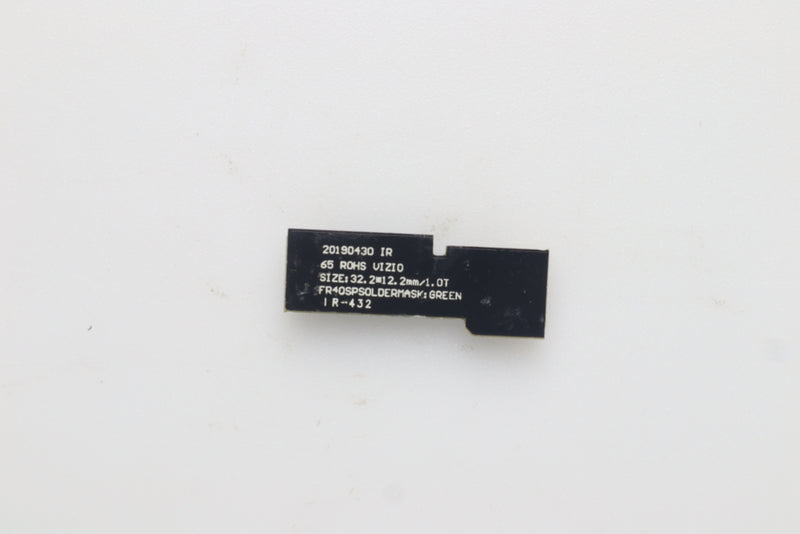 20190430 IR
65 ROHS VIZIO
SIZE:32.2*12.2mm/1.0T
FR4OSPSOLDERMASK:GREEN
IR-432